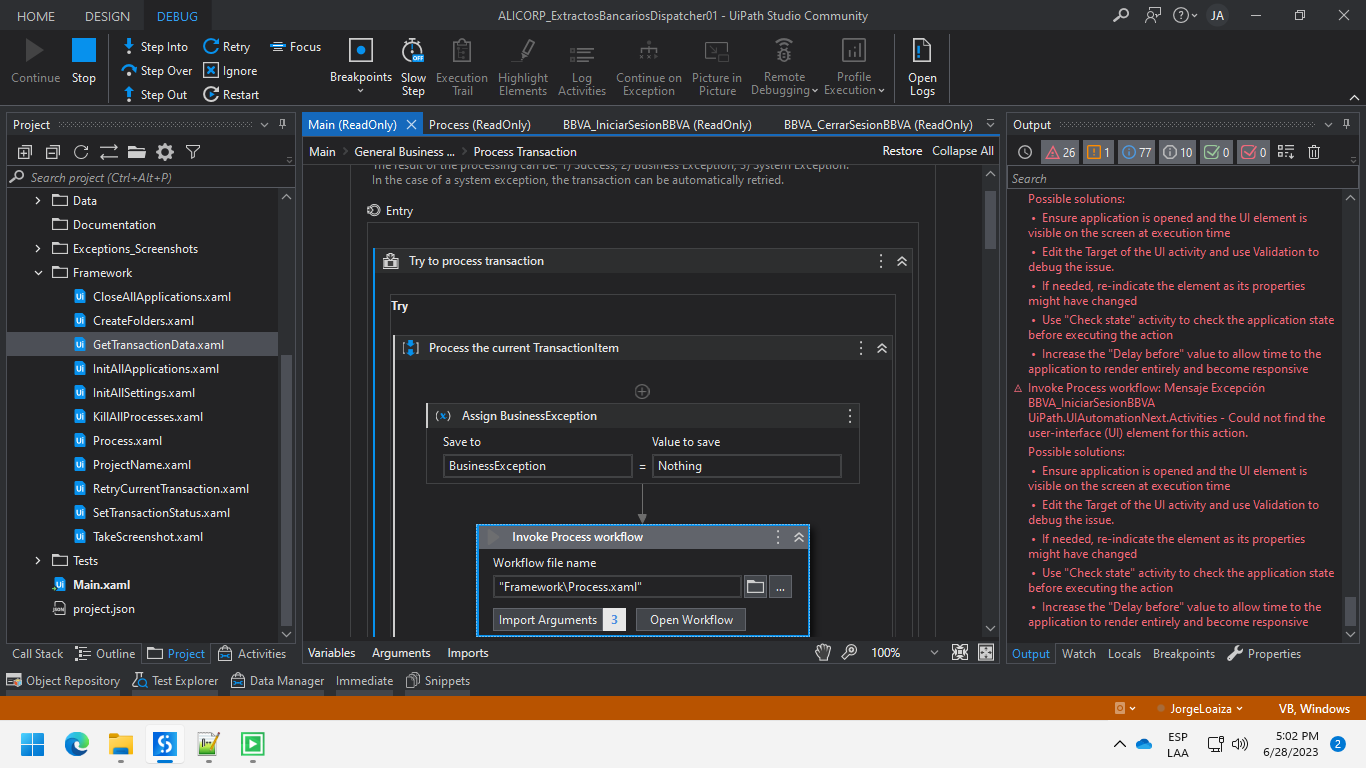 ALICORP_ExtractosBancariosDispatcher01 - UiPath Studio Community
HOME
DESIGN
DEBUG
JA
Continue
Stop
Step Into
Step Over
Step Out
Retry
Ignore
Restart
Focus
Breakpoints
OFF
Slow
Step
Execution
Trail
Highlight
Elements
Log
Activities
Continue on
Exception
Picture in
Picture
Remote
Debugging
Profile
Execution
Open
Logs
Project
Search project (Ctrl+Alt+P)
Data
Documentation
Exceptions_Screenshots
Framework
CloseAllApplications.xaml
CreateFolders.xaml
GetTransactionData.xaml
InitAllApplications.xaml
InitAllSettings.xaml
KillAllProcesses.xaml
Process.xaml
ProjectName.xaml
RetryCurrentTransaction.xaml
SetTransactionStatus.xaml
TakeScreenshot.xaml
Tests
Main.xaml
project.json
Call Stack
Outline
Project
Activities
Main (ReadOnly)
Process (ReadOnly)
BBVA_IniciarSesionBBVA (ReadOnly)
BBVA_CerrarSesionBBVA (ReadOnly)
Main
General Business ...
Process Transaction
Restore
Collapse All
The result of the processing can be: 1) Success, 2) Business Exception, 3) System Exception.
In the case of a system exception, the transaction can be automatically retried.
Entry
Try to process transaction
Try
Process the current TransactionItem
Assign BusinessException
Save to
Value to save
BusinessException
=
Nothing
Invoke Process workflow
Workflow file name
"Framework\Process.xaml"
...
Import Arguments
3
Open Workflow
Variables
Arguments
Imports
100%
Output
26
1
77
10
0
0
Search
Possible solutions:
• Ensure application is opened and the UI element is
visible on the screen at execution time
• Edit the Target of the UI activity and use Validation to
debug the issue.
• If needed, re-indicate the element as its properties
might have changed
• Use "Check state" activity to check the application state
before executing the action
• Increase the "Delay before" value to allow time to the
application to render entirely and become responsive
Invoke Process workflow: Mensaje Excepción
BBVA_IniciarSesionBBVA
UiPath.UIAutomationNext.Activities - Could not find the
user-interface (UI) element for this action.
Possible solutions:
• Ensure application is opened and the UI element is
visible on the screen at execution time
• Edit the Target of the UI activity and use Validation to
debug the issue.
• If needed, re-indicate the element as its properties
might have changed
• Use "Check state" activity to check the application state
before executing the action
• Increase the "Delay before" value to allow time to the
application to render entirely and become responsive
Output
Watch
Locals
Breakpoints
Properties
Object Repository
Test Explorer
Data Manager
Immediate
Snippets
JorgeLoaiza
VB, Windows
ESP
LAA
5:02 PM
6/28/2023
2